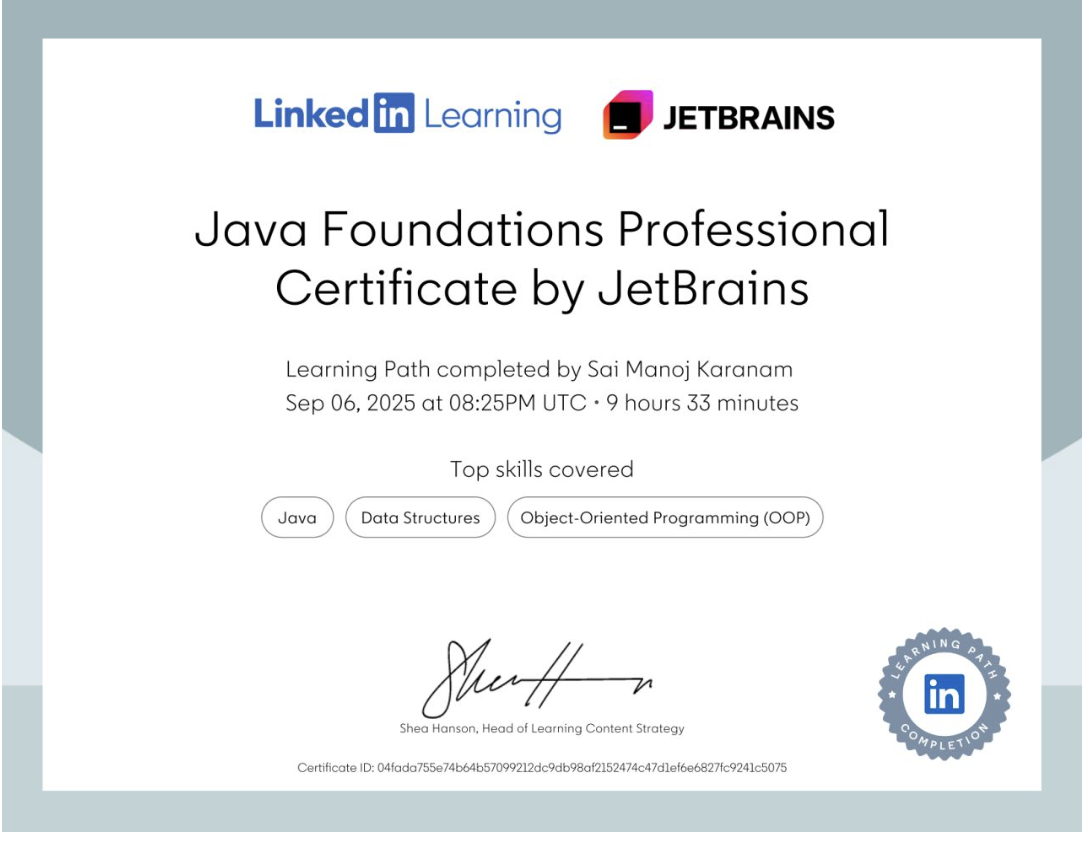 Linked in Learning JETBRAINS
Java Foundations Professional
Certificate by JetBrains
Learning Path completed by Sai Manoj Karanam
Sep 06, 2025 at 08:25PM UTC • 9 hours 33 minutes
Top skills covered
Java Data Structures Object-Oriented Programming (OOP)
Shea Hanson, Head of Learning Content Strategy
LEARNING PATH
in
COMPLETION
Certificate ID: 04fada755e74b64b57099212dc9db98af2152474c47d1ef6e6827fc9241c5075